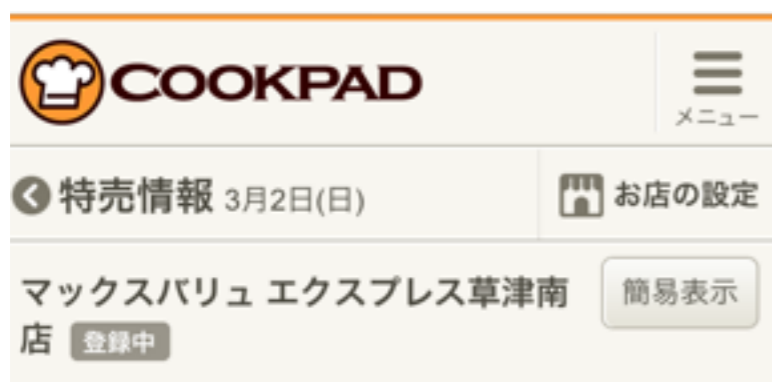 COOKPAD
メニュー
特売情報 3月2日(日)
お店の設定
マックスバリュ エクスプレス草津南
店 登録中
簡易表示